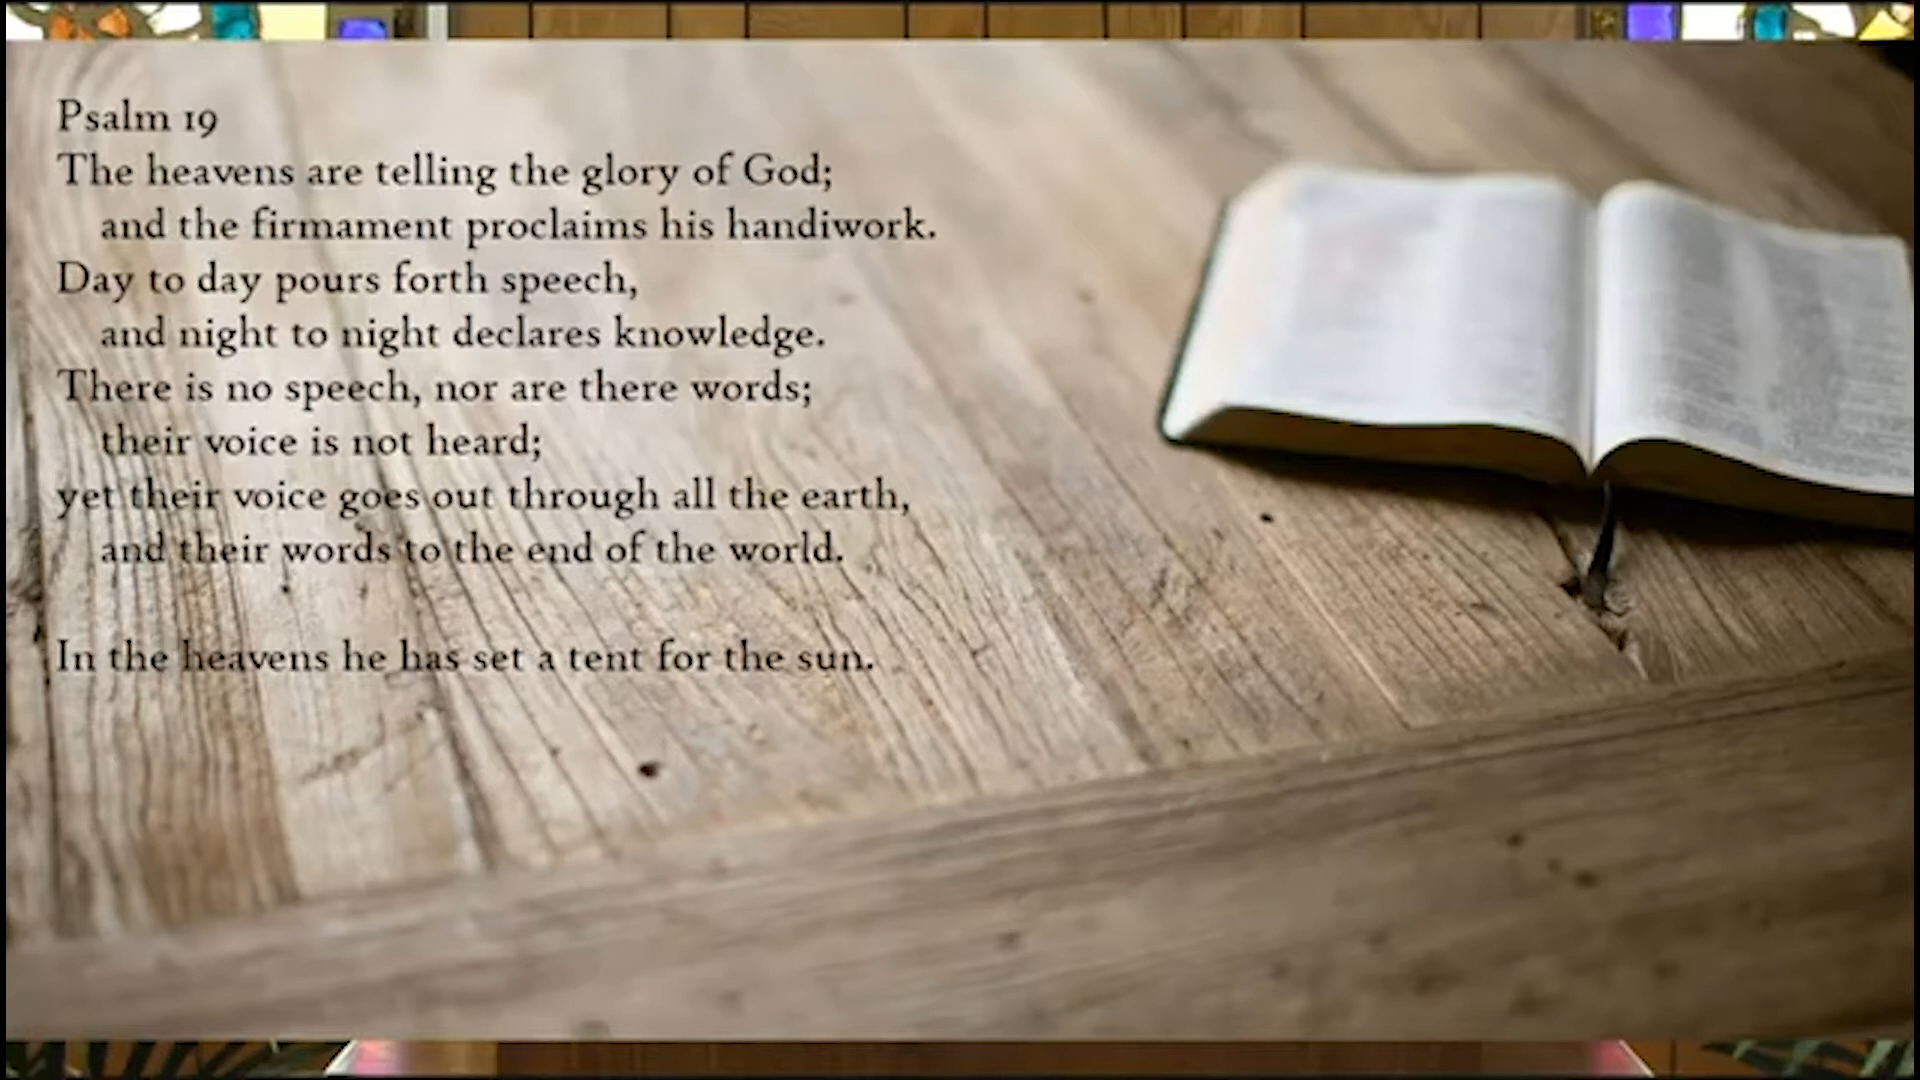 Psalm 19
The heavens are telling the glory of God;
and the firmament proclaims his handiwork.
Day to day pours forth speech,
and night to night declares knowledge.
There is no speech, nor are there words;
their voice is not heard;
yet their voice goes out through all the earth,
and their words to the end of the world.
In the heavens he has set a tent for the sun.